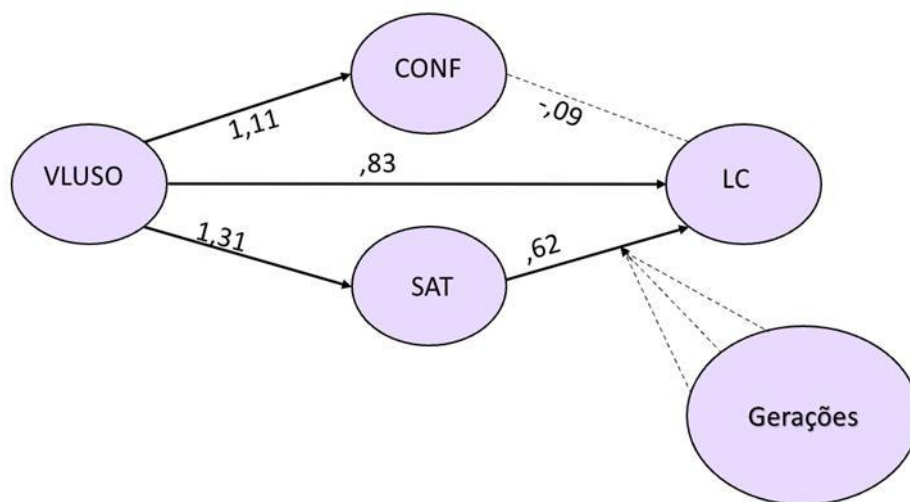 CONF
1,11
-,09
VLUSO
,83
LC
1,31
,62
SAT
Gerações